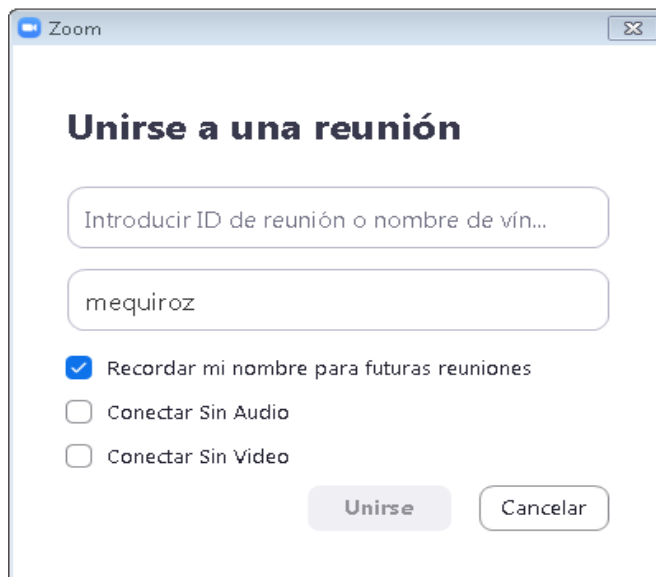 Zoom
Unirse a una reunión
Introducir ID de reunión o nombre de vín...
mequiroz
Recordar mi nombre para futuras reuniones
Conectar Sin Audio
Conectar Sin Video
Unirse Cancelar